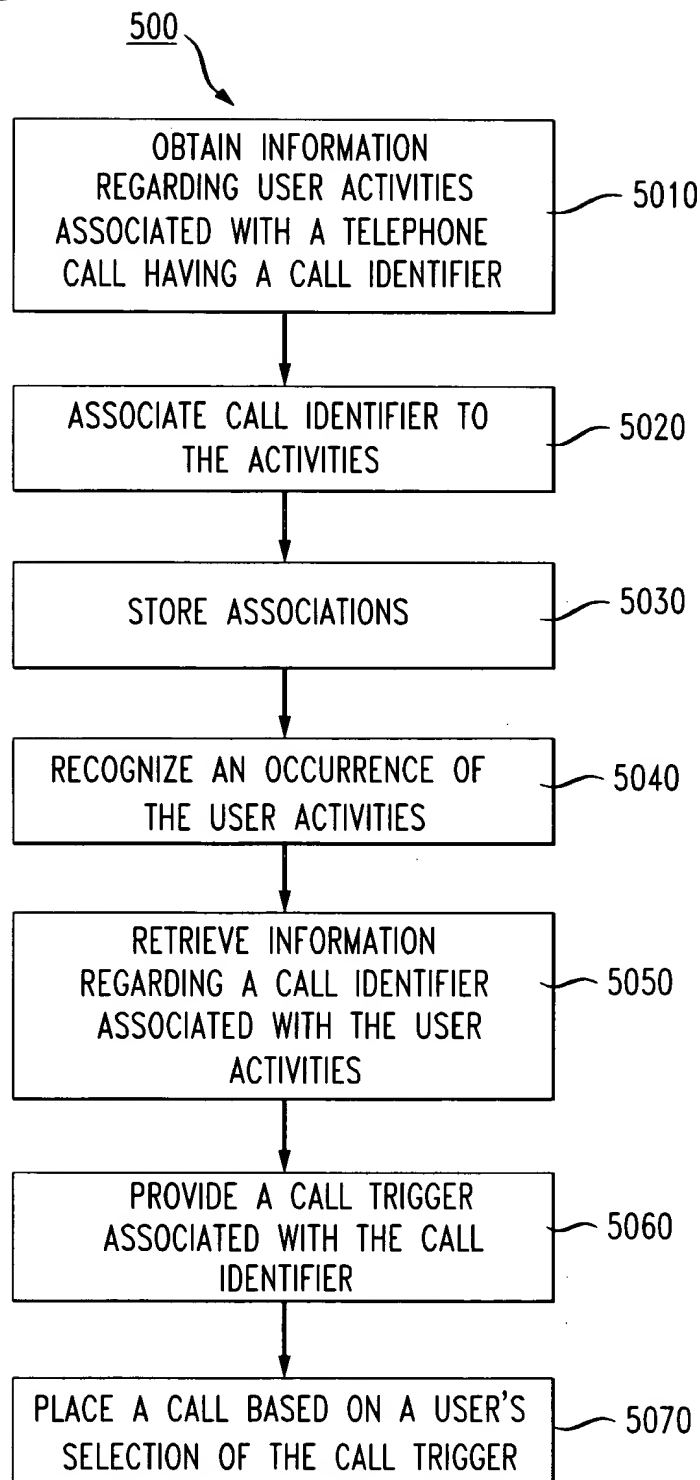 500
OBTAIN INFORMATION
REGARDING USER ACTIVITIES
ASSOCIATED WITH A TELEPHONE
CALL HAVING A CALL IDENTIFIER
5010
ASSOCIATE CALL IDENTIFIER TO
THE ACTIVITIES
5020
STORE ASSOCIATIONS
5030
RECOGNIZE AN OCCURRENCE OF
THE USER ACTIVITIES
5040
RETRIEVE INFORMATION
REGARDING A CALL IDENTIFIER
ASSOCIATED WITH THE USER
ACTIVITIES
5050
PROVIDE A CALL TRIGGER
ASSOCIATED WITH THE CALL
IDENTIFIER
5060
PLACE A CALL BASED ON A USER'S
SELECTION OF THE CALL TRIGGER
5070